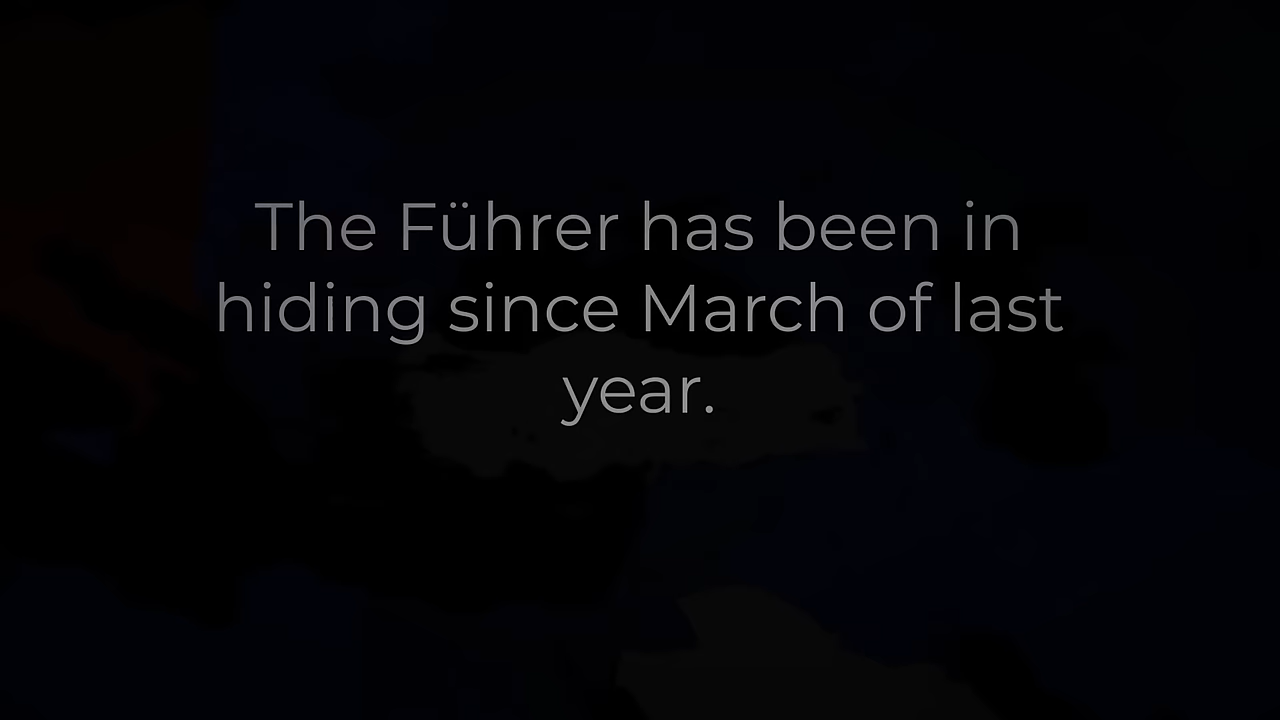 The Führer has been in
hiding since March of last
year.